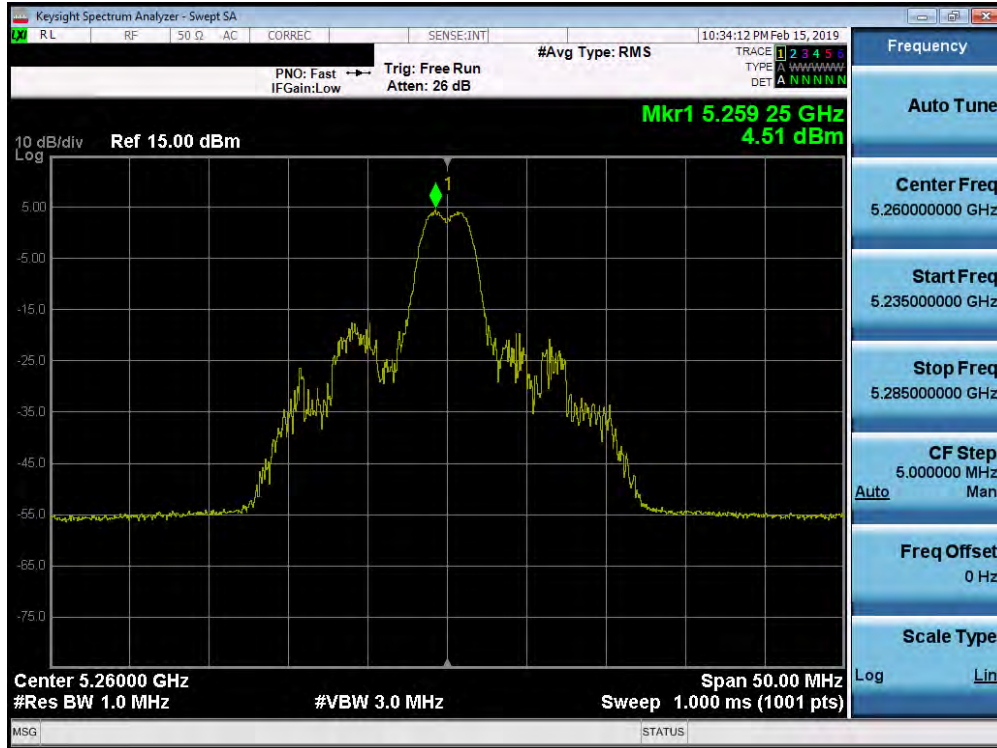 Keysight Spectrum Analyzer - Swept SA
LXI RL RF 50 Ω AC CORREC SENSE:INT 10:34:12 PM Feb 15, 2019
PNO: Fast
IFGain:Low
Trig: Free Run
Atten: 26 dB
#Avg Type: RMS
TRACE 1 2 3 4 5 6
TYPE A WWWWW
DET A N N N N N
Mkr1 5.259 25 GHz
4.51 dBm
10 dB/div Ref 15.00 dBm
Log
1
5.00
-5.00
-15.0
-25.0
-35.0
-45.0
-55.0
-65.0
-75.0
Center 5.26000 GHz Span 50.00 MHz
#Res BW 1.0 MHz #VBW 3.0 MHz Sweep 1.000 ms (1001 pts)
MSG STATUS
Frequency
Auto Tune
Center Freq
5.260000000 GHz
Start Freq
5.235000000 GHz
Stop Freq
5.285000000 GHz
CF Step
5.000000 MHz
Auto Man
Freq Offset
0 Hz
Scale Type
Log Lin